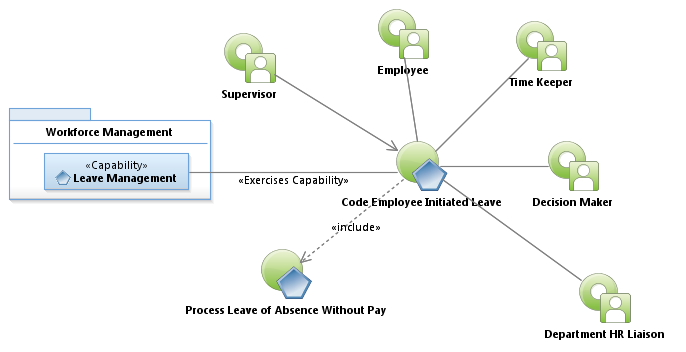 Employee
Time Keeper
Supervisor
Workforce Management
«Capability»
Leave Management
«Exercises Capability»
Code Employee Initiated Leave
Decision Maker
«include»
Process Leave of Absence Without Pay
Department HR Liaison